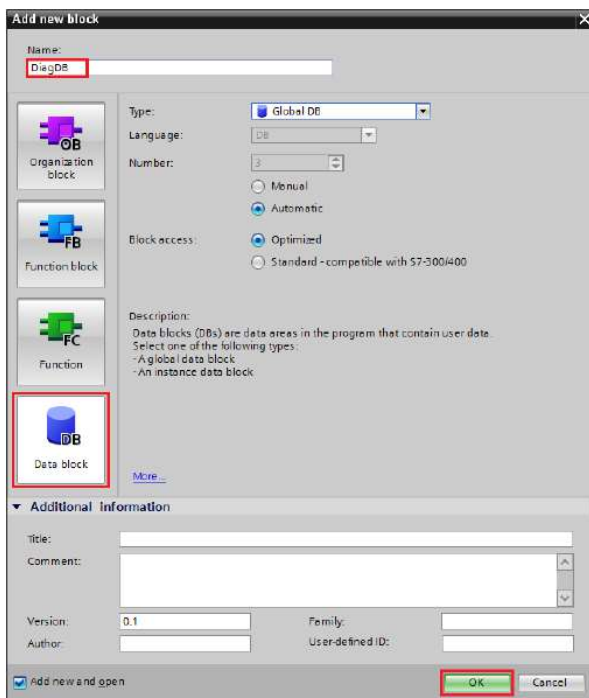 Add new block
Name:
DiagDB
OB
Organization
block
FB
Function block
FC
Function
DB
Data block
Type:
Global DB
Language:
DB
Number:
3
Manual
Automatic
Block access:
Optimized
Standard - compatible with S7-300/400
Description:
Data blocks (DBs) are data areas in the program that contain user data.
Select one of the following types:
- A global data block
- An instance data block
More...
Additional information
Title:
Comment:
Version:
0.1
Family:
Author:
User-defined ID:
Add new and open
OK
Cancel